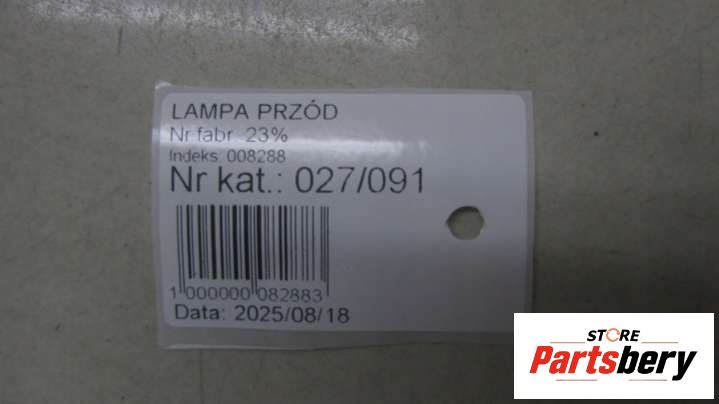 LAMPA PRZÓD
Nr fabr 23%
Indeks: 008288
Nr kat.: 027/091
1 000000 082883
Data: 2025/08/18
STORE
Partsbery